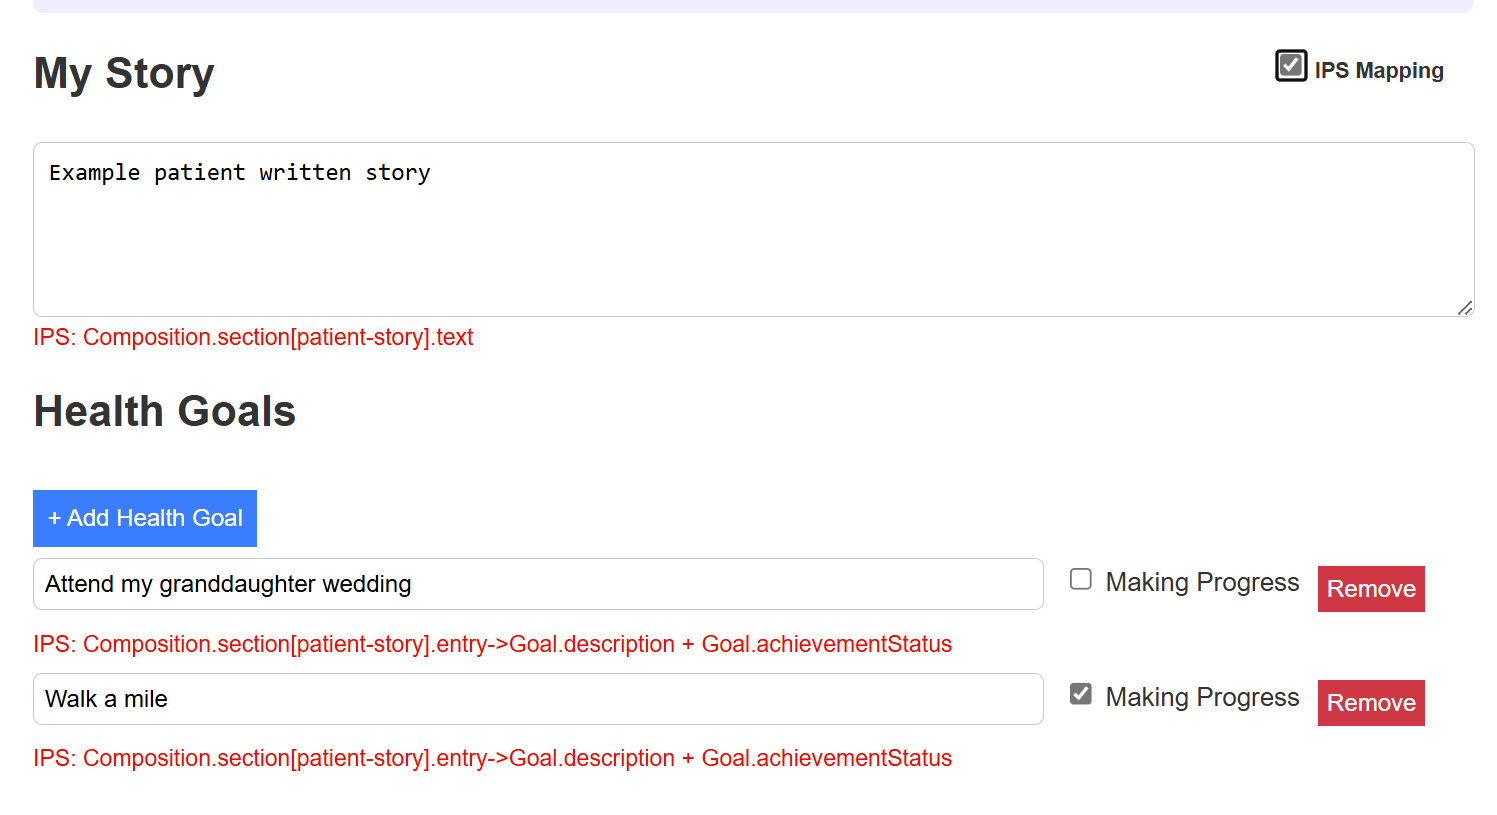 My Story
IPS Mapping
Example patient written story
IPS: Composition.section[patient-story].text
Health Goals
+ Add Health Goal
Attend my granddaughter wedding
Making Progress
Remove
IPS: Composition.section[patient-story].entry->Goal.description + Goal.achievementStatus
Walk a mile
Making Progress
Remove
IPS: Composition.section[patient-story].entry->Goal.description + Goal.achievementStatus